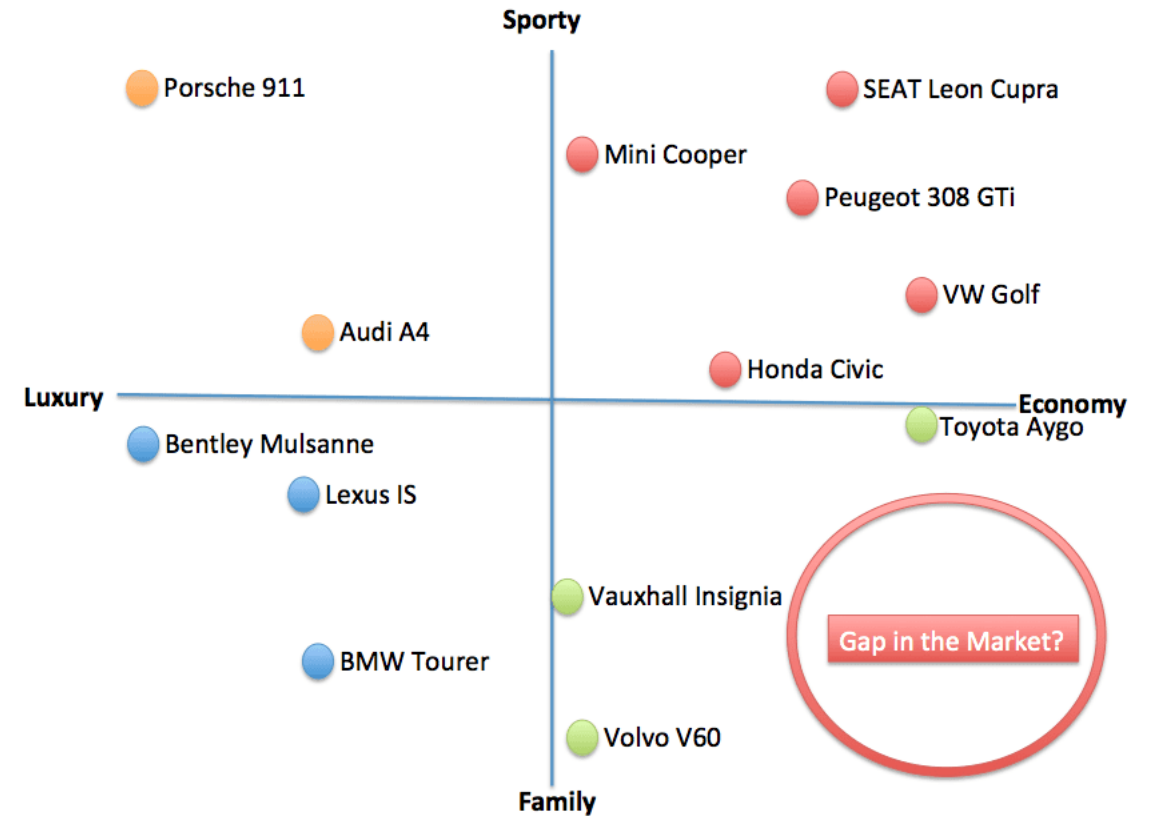 Sporty
Porsche 911
SEAT Leon Cupra
Mini Cooper
Peugeot 308 GTi
VW Golf
Audi A4
Honda Civic
Luxury
Economy
Toyota Aygo
Bentley Mulsanne
Lexus IS
Vauxhall Insignia
Gap in the Market?
BMW Tourer
Volvo V60
Family